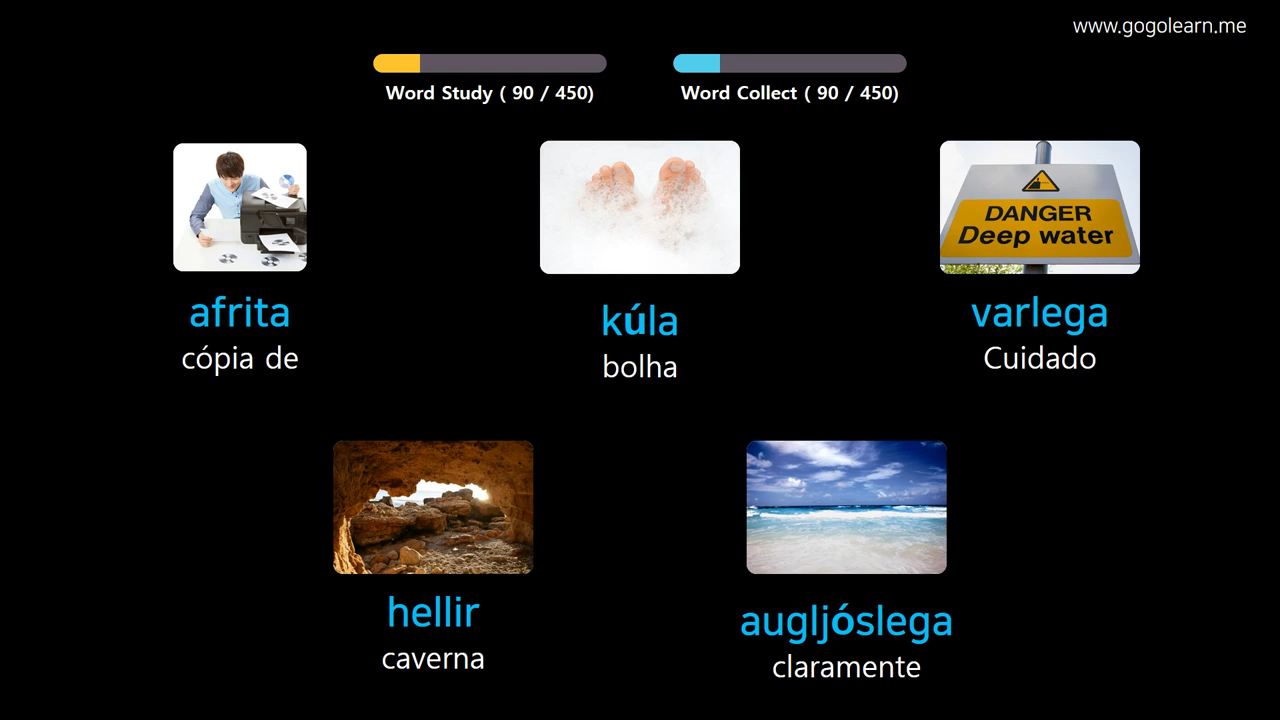 www.gogolearn.me
Word Study ( 90 / 450)
Word Collect ( 90 / 450)
DANGER
Deep water
afrita
cópia de
kúla
bolha
varlega
Cuidado
hellir
caverna
augljóslega
claramente